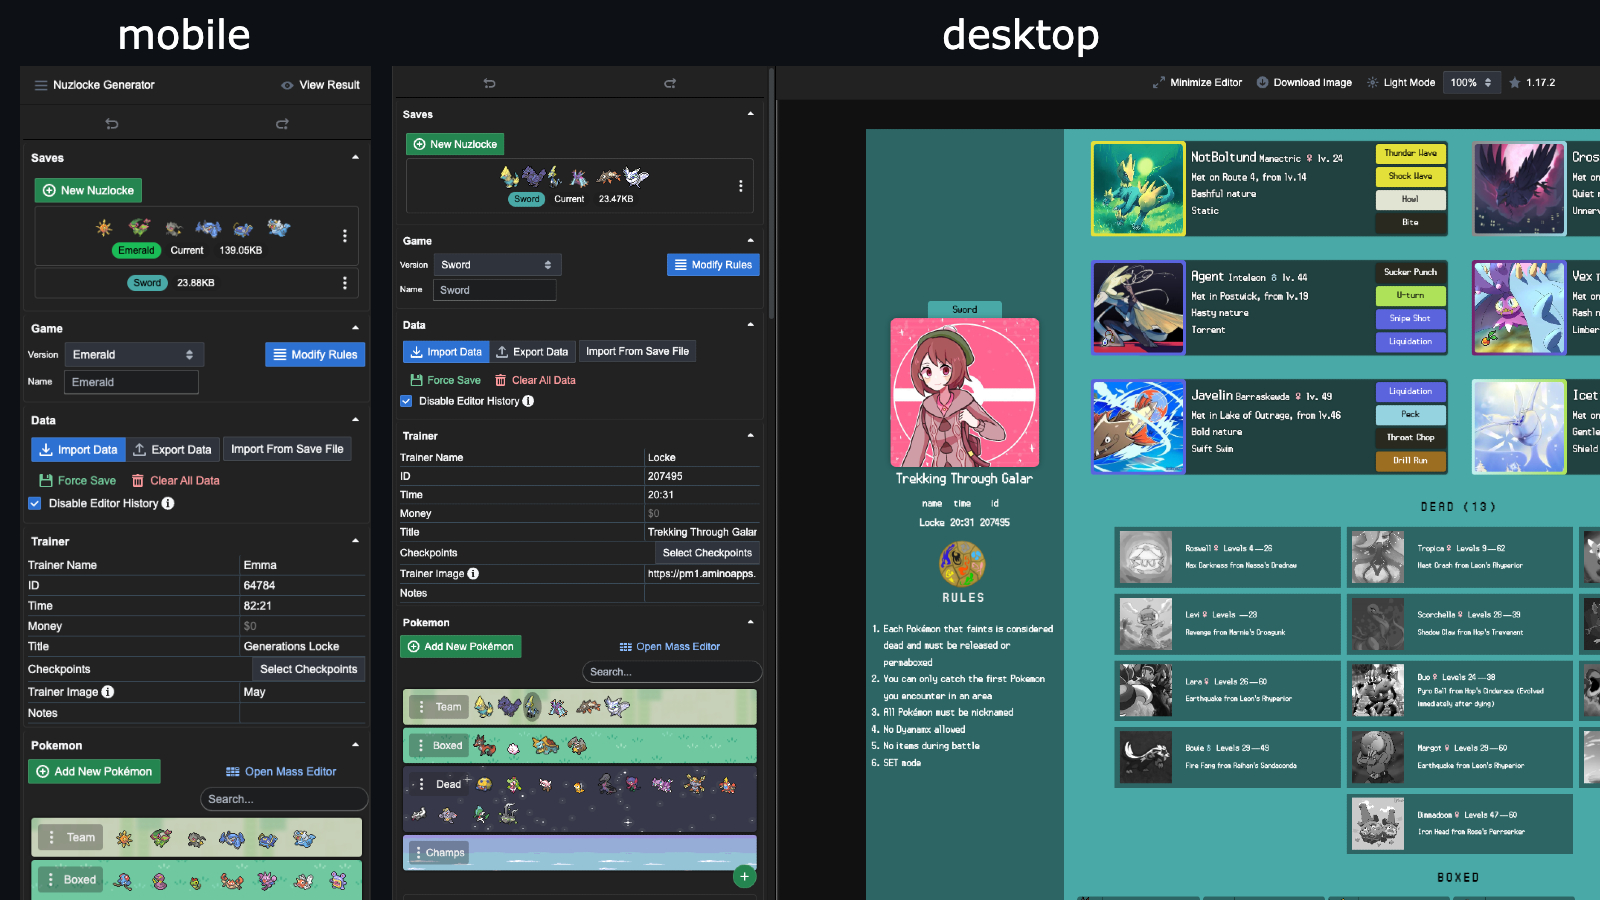 mobile
desktop
Nuzlocke Generator
View Result
Saves
New Nuzlocke
Emerald Current 139.05KB
Sword 23.88KB
Game
Version Emerald
Modify Rules
Name Emerald
Data
Import Data Export Data Import From Save File
Force Save Clear All Data
Disable Editor History
Trainer
Trainer Name Emma
ID 64784
Time 82:21
Money $0
Title Generations Locke
Checkpoints Select Checkpoints
Trainer Image May
Notes
Pokemon
Add New Pokémon Open Mass Editor
Search...
Team
Boxed
Saves
New Nuzlocke
Sword Current 23.47KB
Game
Version Sword
Modify Rules
Name Sword
Data
Import Data Export Data Import From Save File
Force Save Clear All Data
Disable Editor History
Trainer
Trainer Name Locke
ID 207495
Time 20:31
Money $0
Title Trekking Through Galar
Checkpoints Select Checkpoints
Trainer Image https://pm1.aminoapps.
Notes
Pokemon
Add New Pokémon Open Mass Editor
Search...
Team
Boxed
Dead
Champs
Minimize Editor Download Image Light Mode 100% 1.17.2
Sword
Trekking Through Galar
name time id
Locke 20:31 207495
RULES
1. Each Pokémon that faints is considered
dead and must be released or
permaboxed
2. You can only catch the first Pokemon
you encounter in an area
3. All Pokémon must be nicknamed
4. No Dyanamx allowed
5. No items during battle
6. SET mode
NotBoltund Manectric ♀ lv. 24
Met on Route 4, from lv.14
Bashful nature
Static
Thunder Wave
Shock Wave
Howl
Bite
Cros
Met on
Quiet n
Unnerv
Agent Inteleon ♂ lv. 44
Met in Postwick, from lv.19
Hasty nature
Torrent
Sucker Punch
U-turn
Snipe Shot
Liquidation
Vex T
Met on
Rash n
Limber
Javelin Barraskewda ♀ lv. 49
Met in Lake of Outrage, from lv.46
Bold nature
Swift Swim
Liquidation
Peck
Throat Chop
Drill Run
Icet
Met on
Gentle
Shield
DEAD (13)
Roswell ♀ Levels 4—26
Max Darkness from Nessa's Drednaw
Tropica ♀ Levels 9—62
Heat Crash from Leon's Rhyperior
Levi ♀ Levels —23
Revenge from Marnie's Croagunk
Scorchella ♀ Levels 28—39
Shadow Claw from Hop's Trevenant
Lara ♀ Levels 26—60
Earthquake from Leon's Rhyperior
Duo ♀ Levels 24—38
Pyro Ball from Hop's Cinderace (Evolved
immediately after dying)
Bowie ♂ Levels 29—49
Fire Fang from Raihan's Sandaconda
Margot ♀ Levels 29—60
Earthquake from Leon's Rhyperior
Dimmadoom ♀ Levels 47—60
Iron Head from Rose's Perrserker
BOXED